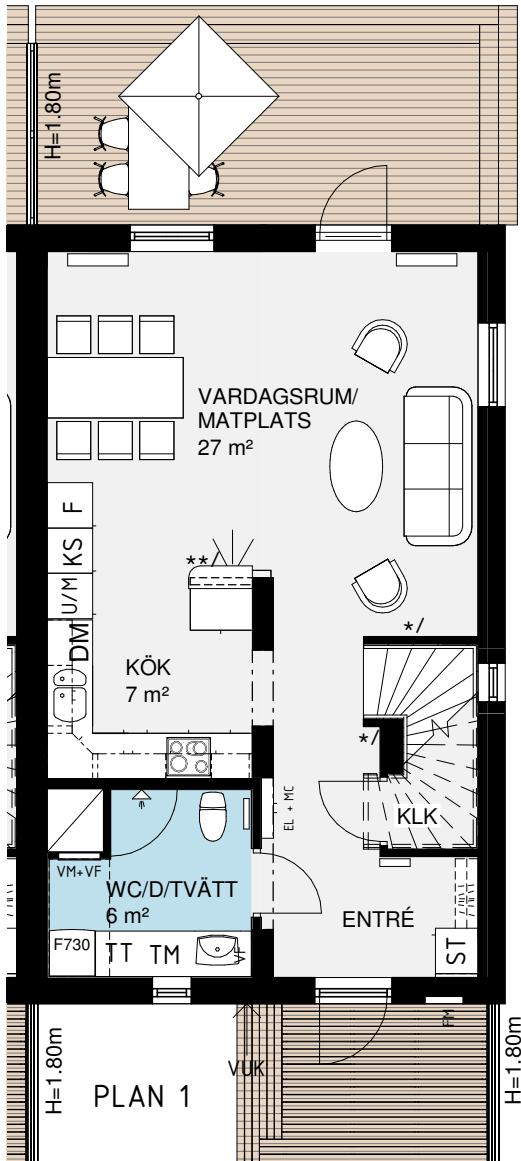 H=1.80m
VARDAGSRUM/
MATPLATS
27 m²
F
KS
U/M
DM
**/
*/
KÖK
7 m²
*/
EL + MC
KLK
VM+VF
WC/D/TVÄTT
6 m²
ENTRÉ
F730
TT TM
VF
ST
FM
VUK
H=1.80m
PLAN 1
H=1.80m